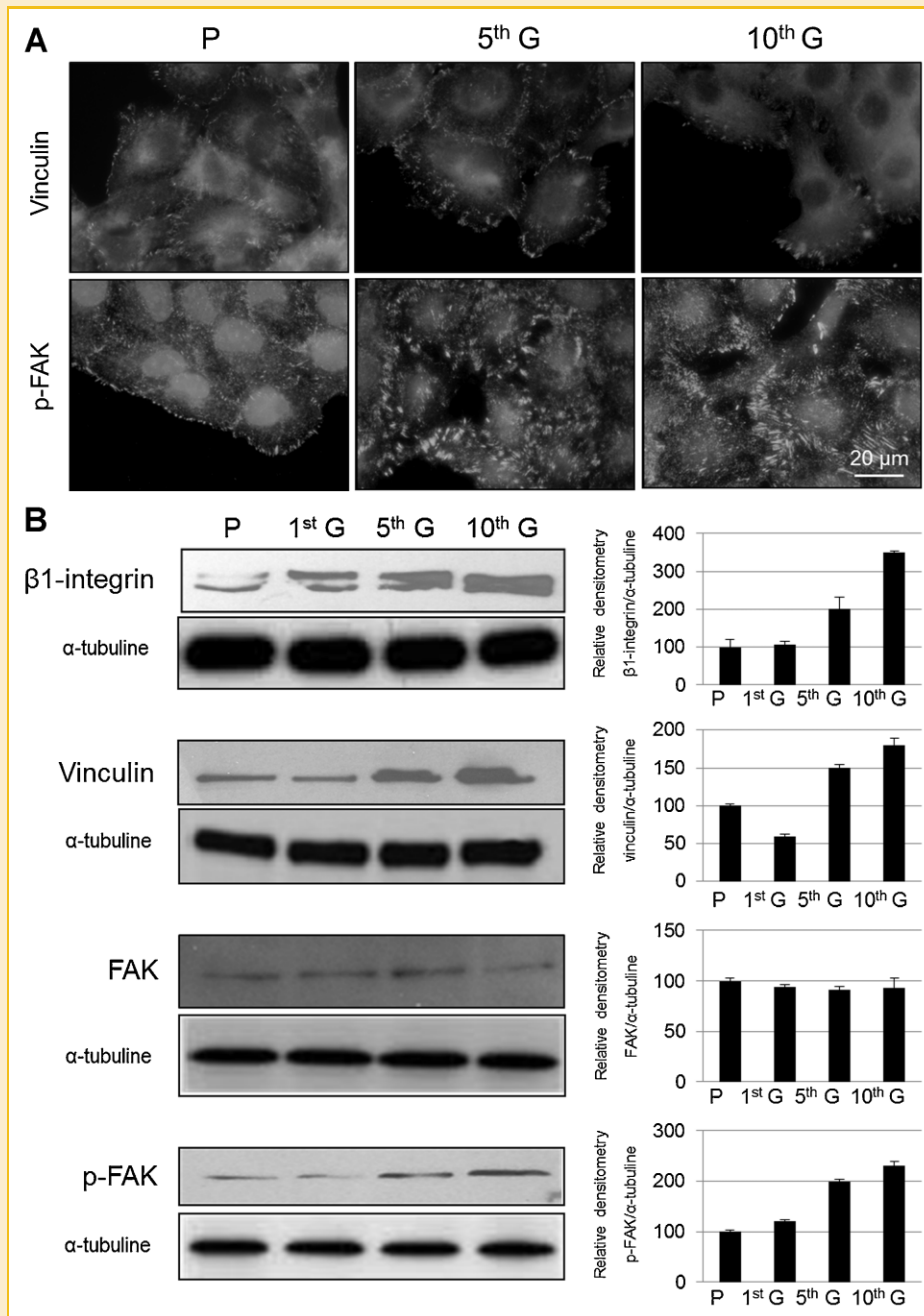 A
P
5th G
10th G
Vinculin
p-FAK
20 µm
B
P
1st G
5th G
10th G
β1-integrin
α-tubuline
Relative densitometry
β1-integrin/α-tubuline
400
300
200
100
0
P
1st G
5th G
10th G
Vinculin
α-tubuline
Relative densitometry
vinculin/α-tubuline
200
150
100
50
0
P
1st G
5th G
10th G
FAK
α-tubuline
Relative densitometry
FAK/α-tubuline
150
100
50
0
P
1st G
5th G
10th G
p-FAK
α-tubuline
Relative densitometry
p-FAK/α-tubuline
300
200
100
0
P
1st G
5th G
10th G